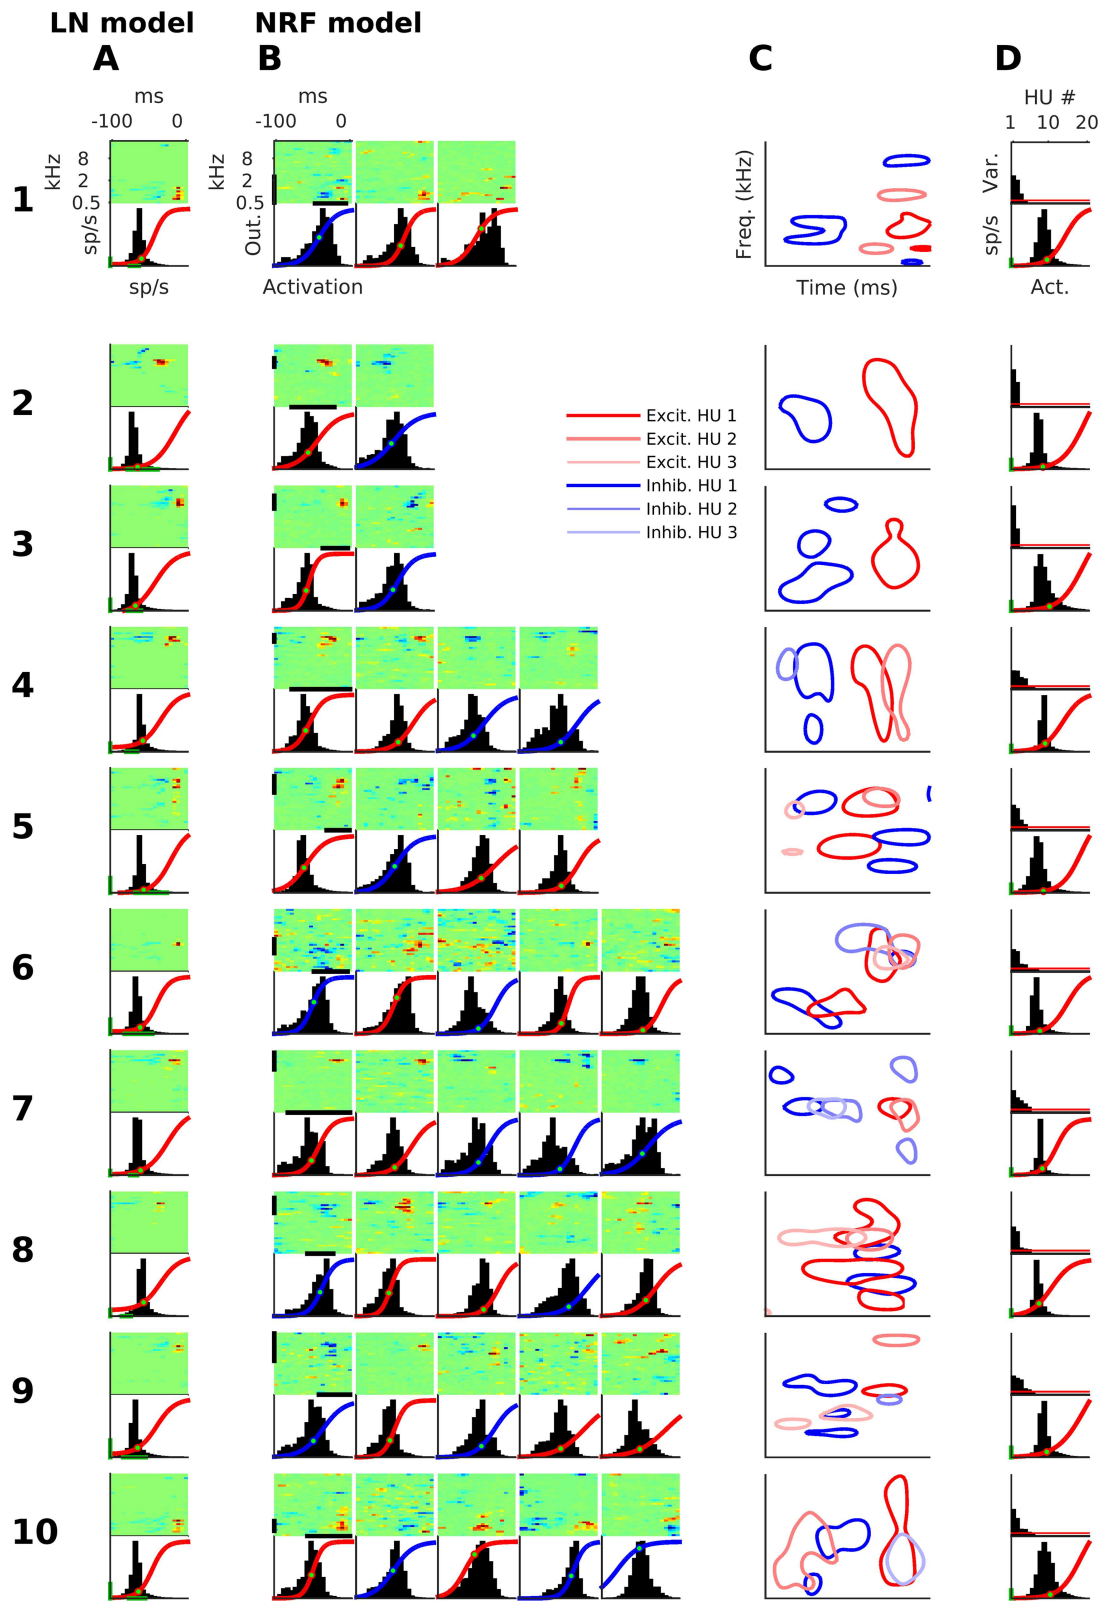 LN model NRF model
A B C D
ms ms HU #
-100 0 -100 0 1 10 20
kHz 8 2 0.5 kHz 8 2 0.5 Freq. (kHz) Var.
1
sp/s Out. sp/s
sp/s Activation Time (ms) Act.
2
Excit. HU 1
Excit. HU 2
Excit. HU 3
Inhib. HU 1
Inhib. HU 2
Inhib. HU 3
3
4
5
6
7
8
9
10